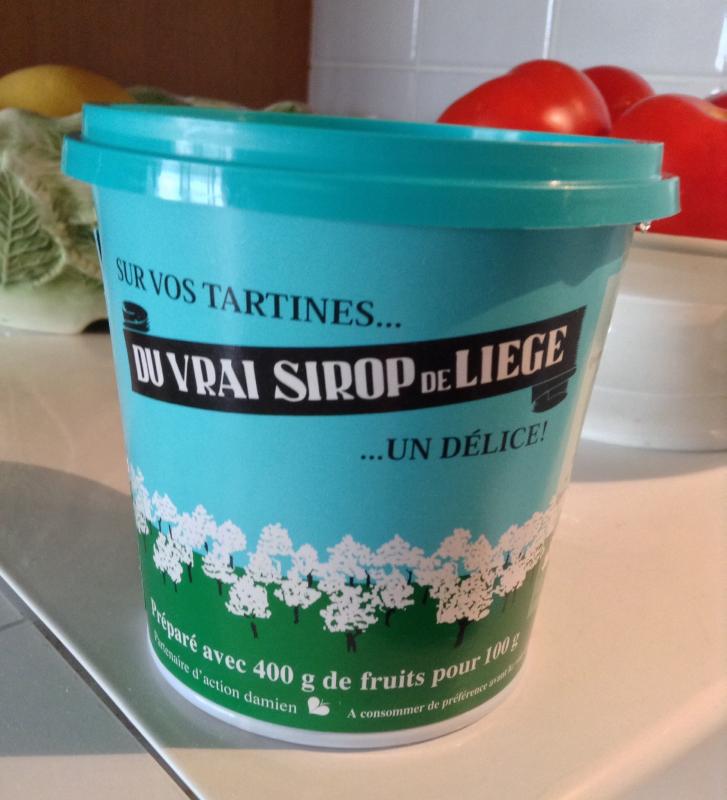 SUR VOS TARTINES...
DU VRAI SIROP DE LIEGE
...UN DÉLICE!
Préparé avec 400 g de fruits pour 100 g
Partenaire d'action damien
A consommer de préférence avant le